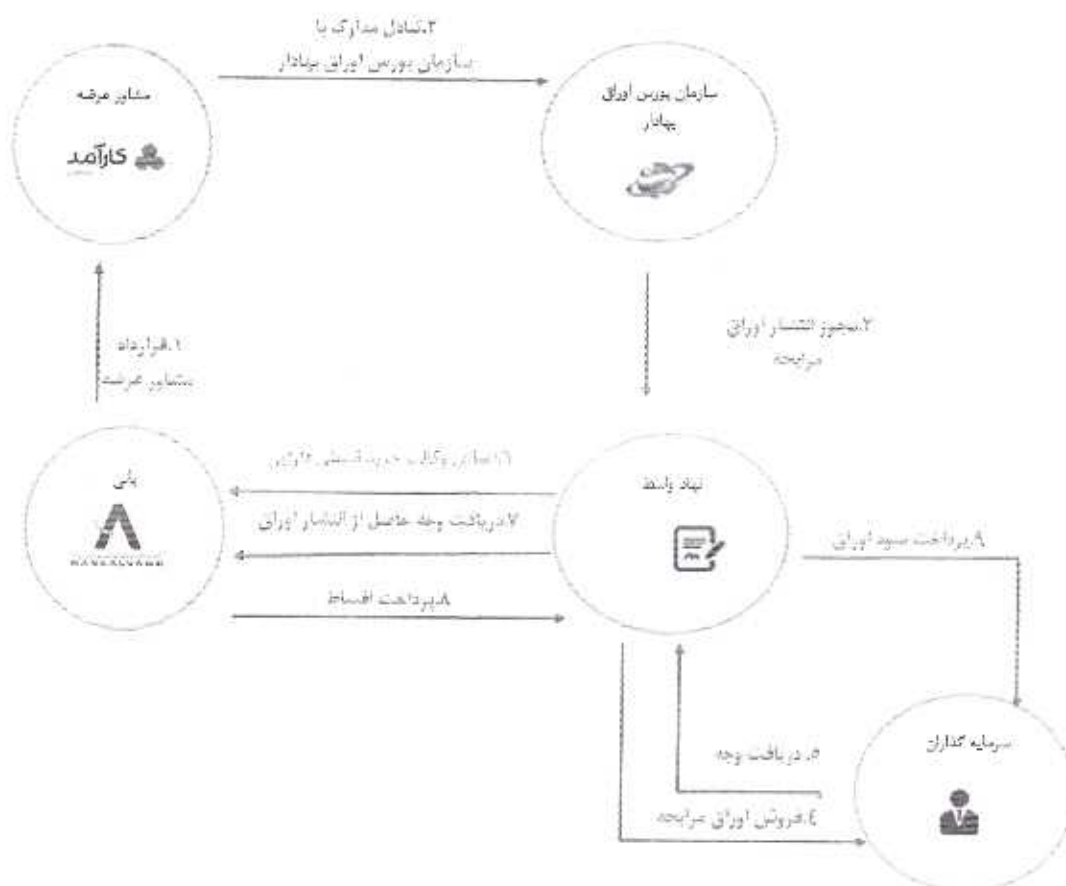 ۲.تبادل مدارک با
سازمان بورس اوراق بهادار
مشاور عرضه
کارآمد
سازمان بورس اوراق
بهادار
۱.قرارداد
مشاور عرضه
۳.مجوز انتشار اوراق
مرابحه
بانی
نهاد واسط
۷.دریافت وجه حاصل از انتشار اوراق
۸.پرداخت اقساط
۹.پرداخت سود اوراق
سرمایه گذاران
۵. دریافت وجه
٤.فروش اوراق مرابحه